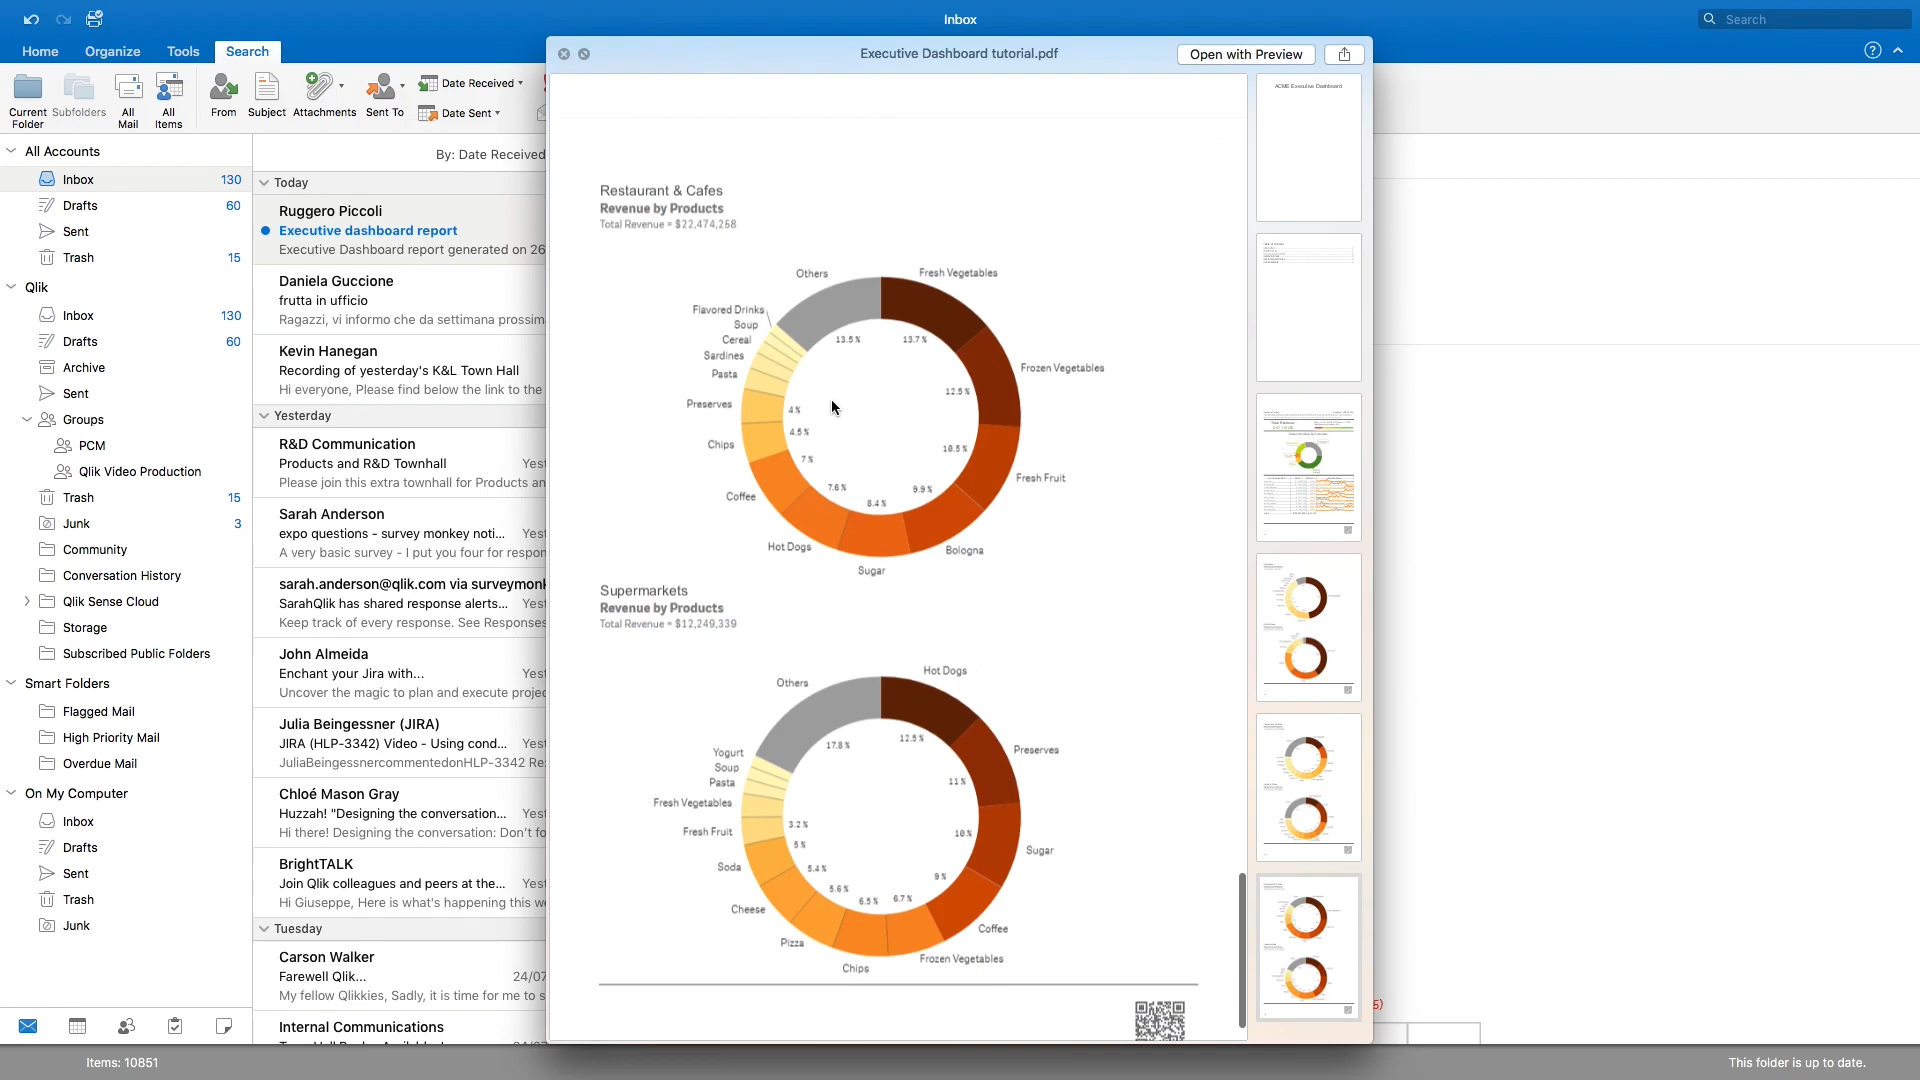 Inbox
Search
Home
Organize
Tools
Search
Current Folder
Subfolders
All Mail
All Items
From
Subject
Attachments
Sent To
Date Received
Date Sent
All Accounts
Inbox 130
Drafts 60
Sent
Trash 15
Qlik
Inbox 130
Drafts 60
Archive
Sent
Groups
PCM
Qlik Video Production
Trash 15
Junk 3
Community
Conversation History
Qlik Sense Cloud
Storage
Subscribed Public Folders
Smart Folders
Flagged Mail
High Priority Mail
Overdue Mail
On My Computer
Inbox
Drafts
Sent
Trash
Junk
Items: 10851
By: Date Received
Today
Ruggero Piccoli
Executive dashboard report
Executive Dashboard report generated on 26
Daniela Guccione
frutta in ufficio
Ragazzi, vi informo che da settimana prossim
Kevin Hanegan
Recording of yesterday's K&L Town Hall
Hi everyone, Please find below the link to the
Yesterday
R&D Communication
Products and R&D Townhall Yest
Please join this extra townhall for Products an
Sarah Anderson
expo questions - survey monkey noti... Yest
A very basic survey - I put you four for respon
sarah.anderson@qlik.com via surveymonk
SarahQlik has shared response alerts... Yest
Keep track of every response. See Responses
John Almeida
Enchant your Jira with... Yest
Uncover the magic to plan and execute projec
Julia Beingessner (JIRA)
JIRA (HLP-3342) Video - Using cond... Yest
JuliaBeingessnercommentedonHLP-3342 Re
Chloé Mason Gray
Huzzah! "Designing the conversation... Yest
Hi there! Designing the conversation: Don't fo
BrightTALK
Join Qlik colleagues and peers at the... Yest
Hi Giuseppe, Here is what's happening this we
Tuesday
Carson Walker
Farewell Qlik... 24/07
My fellow Qlikkies, Sadly, it is time for me to s
Internal Communications
Executive Dashboard tutorial.pdf
Open with Preview
Restaurant & Cafes
Revenue by Products
Total Revenue = $22,474,258
Others
Fresh Vegetables
Flavored Drinks
Soup
Cereal
Sardines
Pasta
Preserves
Chips
Coffee
Hot Dogs
Sugar
Bologna
Fresh Fruit
Frozen Vegetables
13.5%
13.7%
12.5%
10.5%
9.9%
8.4%
7.6%
7%
4.5%
4%
Supermarkets
Revenue by Products
Total Revenue = $12,249,339
Others
Hot Dogs
Yogurt
Soup
Pasta
Fresh Vegetables
Fresh Fruit
Soda
Cheese
Pizza
Chips
Frozen Vegetables
Coffee
Sugar
Preserves
17.8%
12.5%
11%
10%
9%
6.7%
6.5%
5.6%
5.4%
5%
3.2%
ACME Executive Dashboard
5)
This folder is up to date.